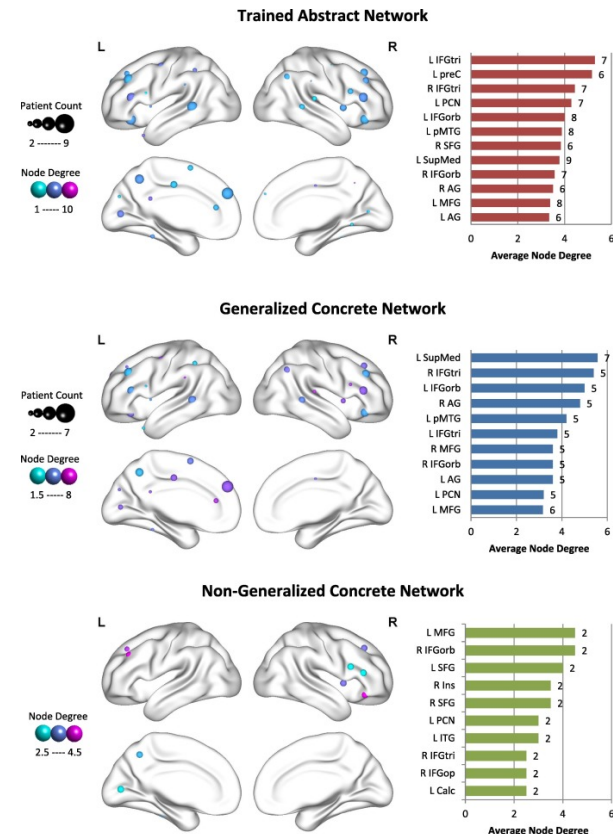 Trained Abstract Network
L
R
Patient Count
2 ------- 9
Node Degree
1 ----- 10
L IFGtri 7
L preC 6
R IFGtri 7
L PCN 7
L IFGorb 8
L pMTG 8
R SFG 6
L SupMed 9
R IFGorb 7
R AG 6
L MFG 8
L AG 6
0 2 4 6
Average Node Degree
Generalized Concrete Network
L
R
Patient Count
2 -------- 7
Node Degree
1.5 ----- 8
L SupMed 7
R IFGtri 5
L IFGorb 5
R AG 5
L pMTG 5
L IFGtri 5
R MFG 5
R IFGorb 5
L AG 5
L PCN 5
L MFG 6
0 2 4 6
Average Node Degree
Non-Generalized Concrete Network
L
R
Node Degree
2.5 ---- 4.5
L MFG 2
R IFGorb 2
L SFG 2
R Ins 2
R SFG 2
L PCN 2
L ITG 2
R IFGtri 2
R IFGop 2
L Calc 2
0 2 4 6
Average Node Degree